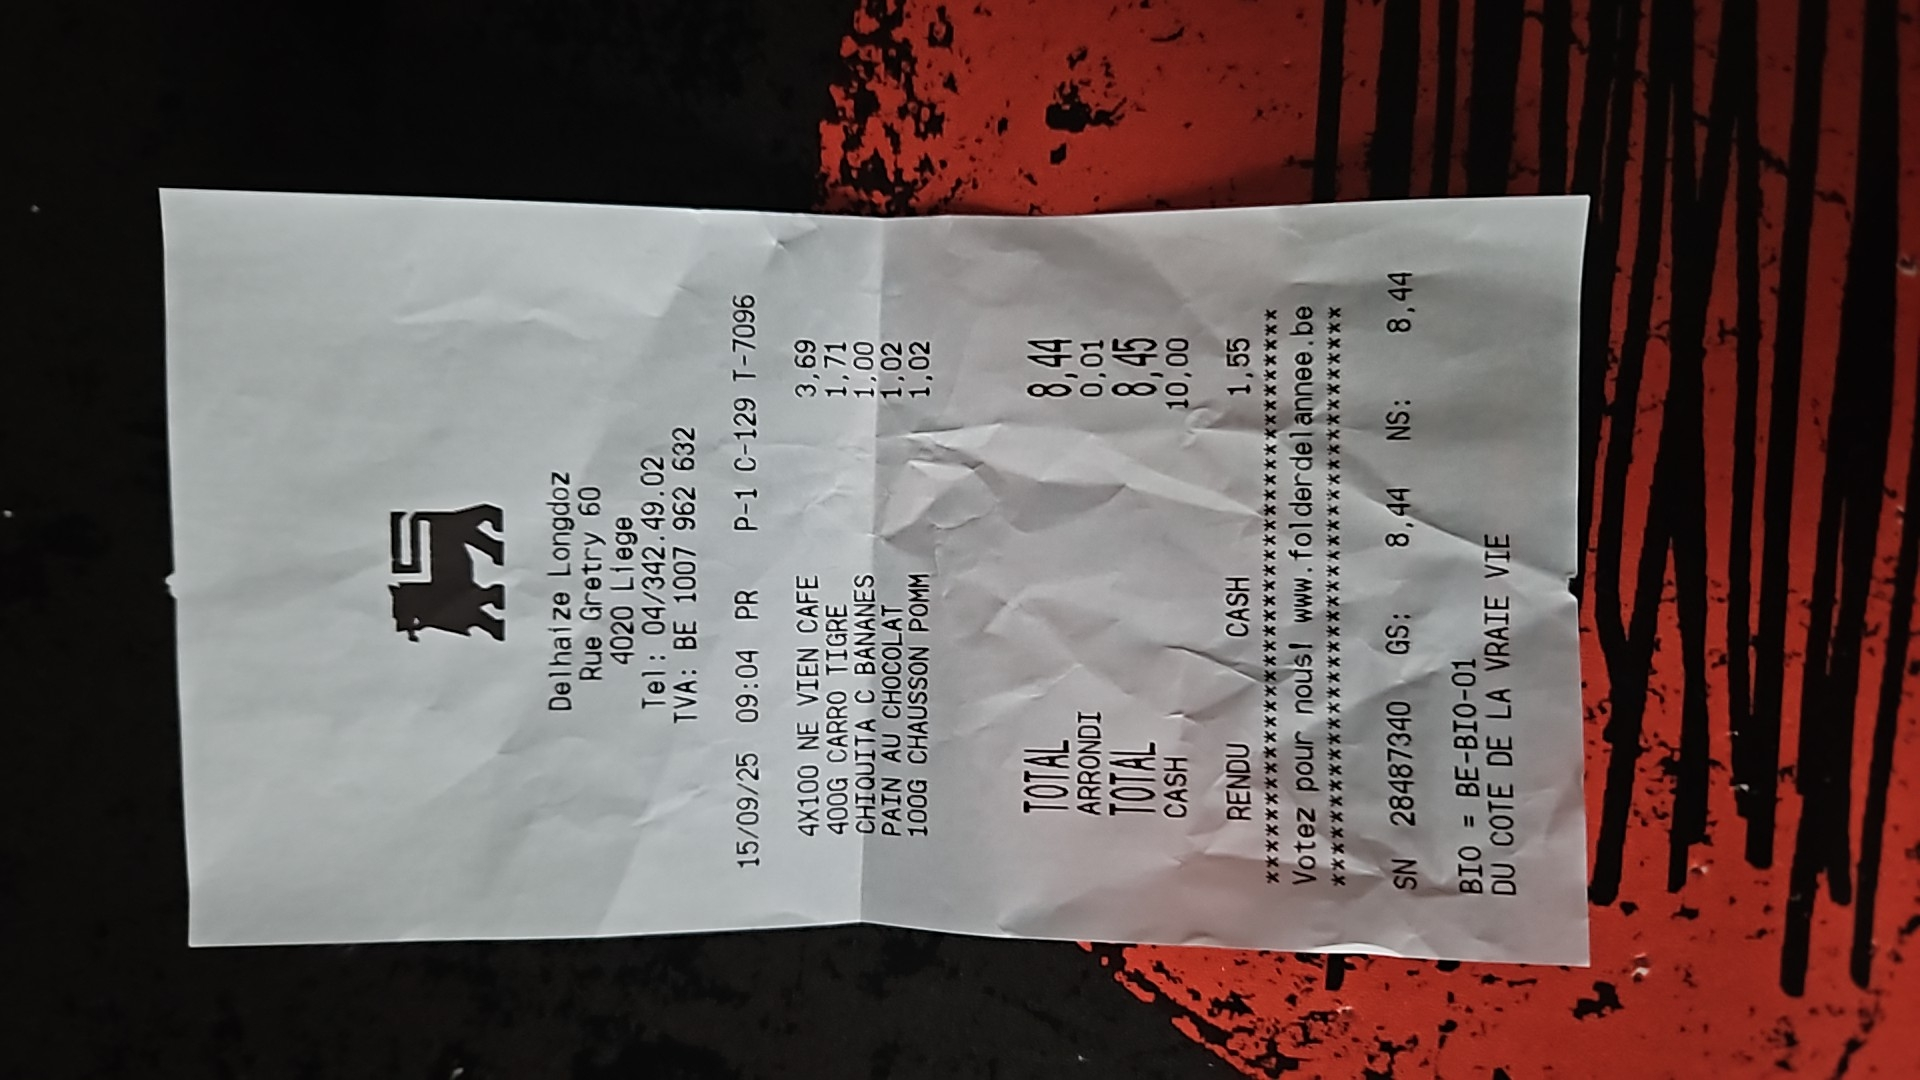 Delhaize Longdoz
Rue Gretry 60
4020 Liege
Tel: 04/342.49.02
TVA: BE 1007 962 632
15/09/25 09:04 PR P-1 C-129 T-7096
4X100 NE VIEN CAFE 3,69
400G CARRO TIGRE 1,71
CHIQUITA C BANANES 1,00
PAIN AU CHOCOLAT 1,02
100G CHAUSSON POMM 1,02
TOTAL 8,44
ARRONDI 0,01
TOTAL 8,45
CASH 10,00
RENDU CASH 1,55
******************************************
Votez pour nous! www.folderdelannee.be
******************************************
SN 28487340 GS: 8,44 NS: 8,44
BIO = BE-BIO-01
DU COTE DE LA VRAIE VIE